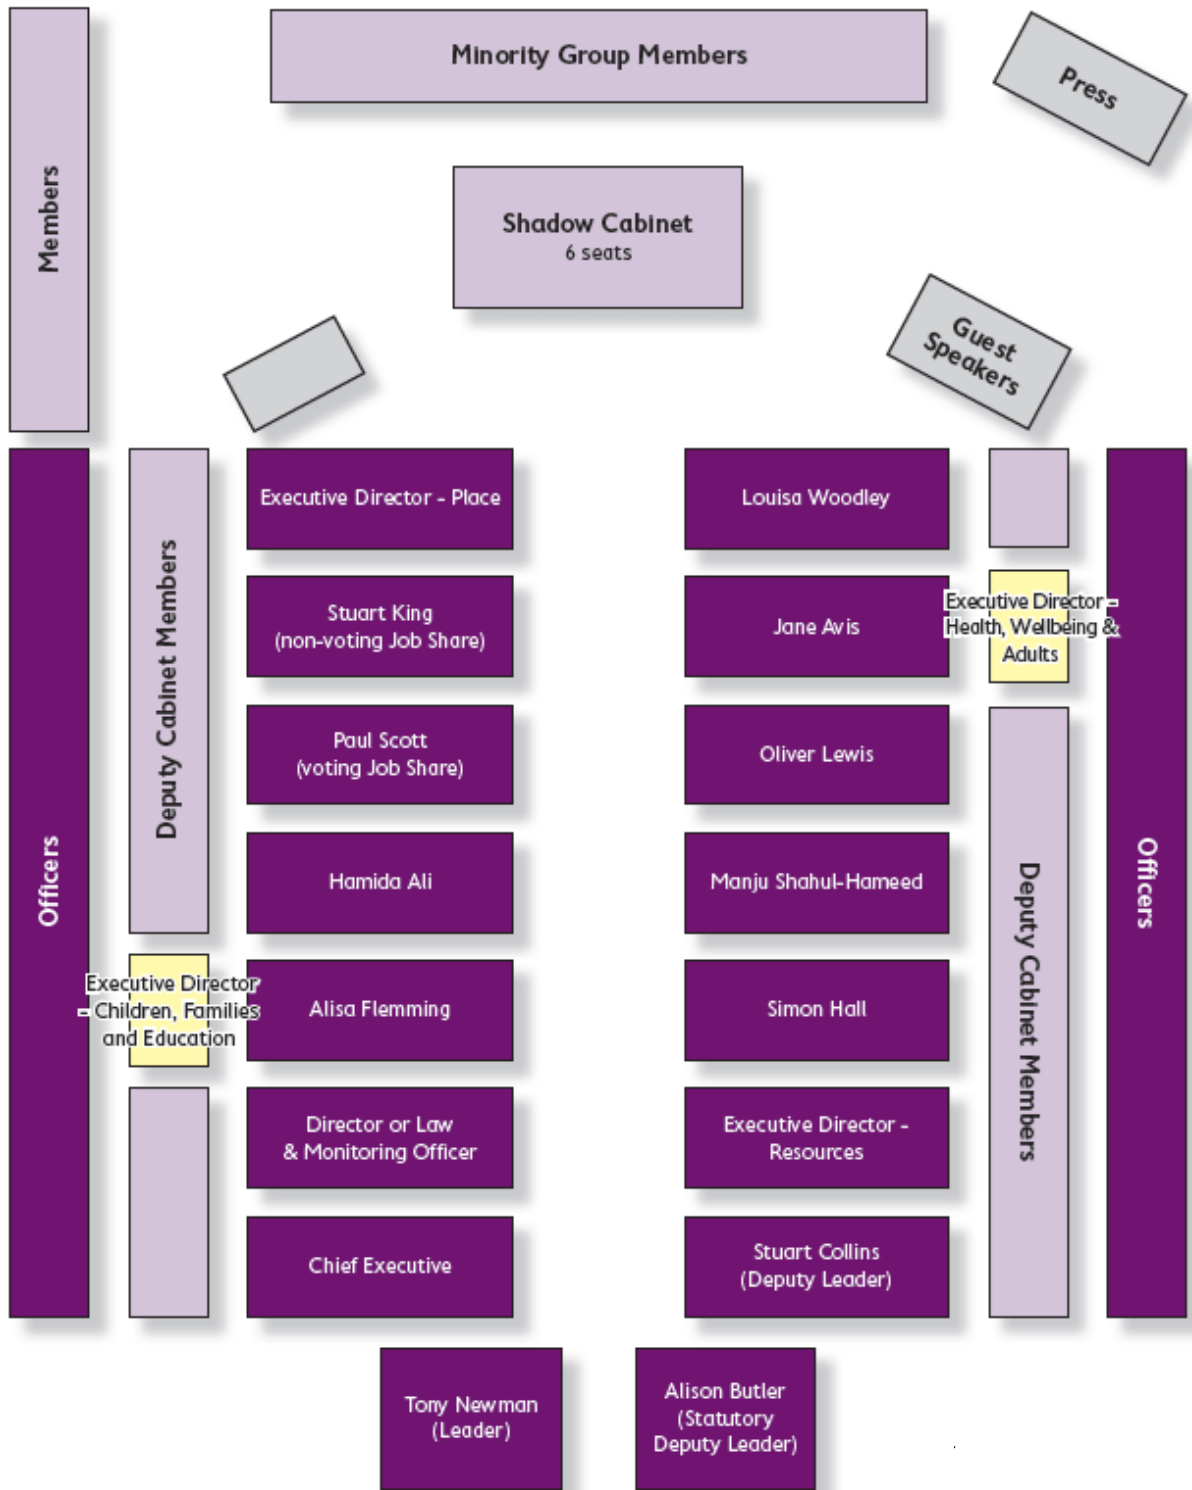 Minority Group Members
Press
Members
Shadow Cabinet
6 seats
Guest
Speakers
Officers
Deputy Cabinet Members
Executive Director - Place
Stuart King
(non-voting Job Share)
Paul Scott
(voting Job Share)
Hamida Ali
Executive Director
- Children, Families
and Education
Alisa Flemming
Director or Law
& Monitoring Officer
Chief Executive
Louisa Woodley
Jane Avis
Executive Director -
Health, Wellbeing &
Adults
Oliver Lewis
Manju Shahul-Hameed
Simon Hall
Executive Director -
Resources
Stuart Collins
(Deputy Leader)
Deputy Cabinet Members
Officers
Tony Newman
(Leader)
Alison Butler
(Statutory
Deputy Leader)